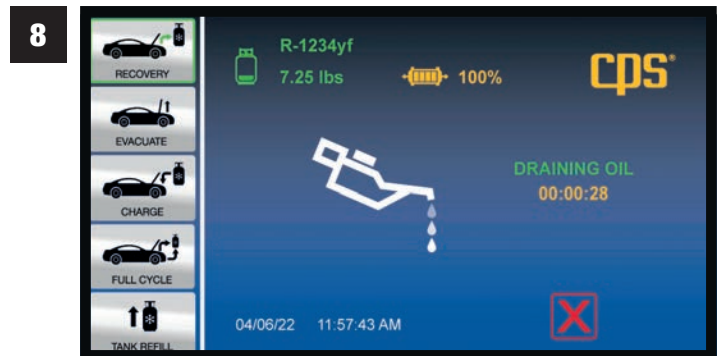 8
RECOVERY
EVACUATE
CHARGE
FULL CYCLE
TANK REFILL
R-1234yf
7.25 lbs
100%
CPS®
DRAINING OIL
00:00:28
04/06/22 11:57:43 AM